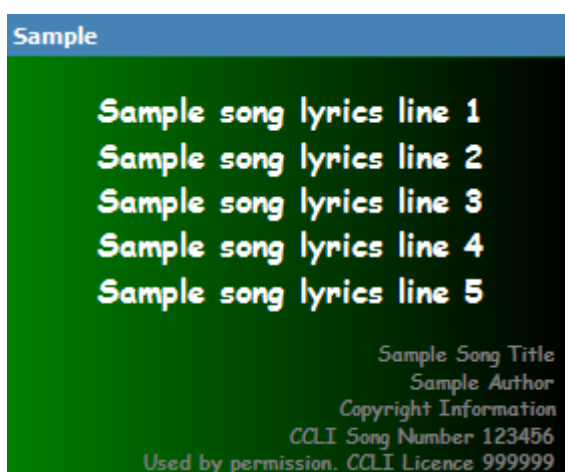 Sample
Sample song lyrics line 1
Sample song lyrics line 2
Sample song lyrics line 3
Sample song lyrics line 4
Sample song lyrics line 5
Sample Song Title
Sample Author
Copyright Information
CCLI Song Number 123456
Used by permission. CCLI Licence 999999